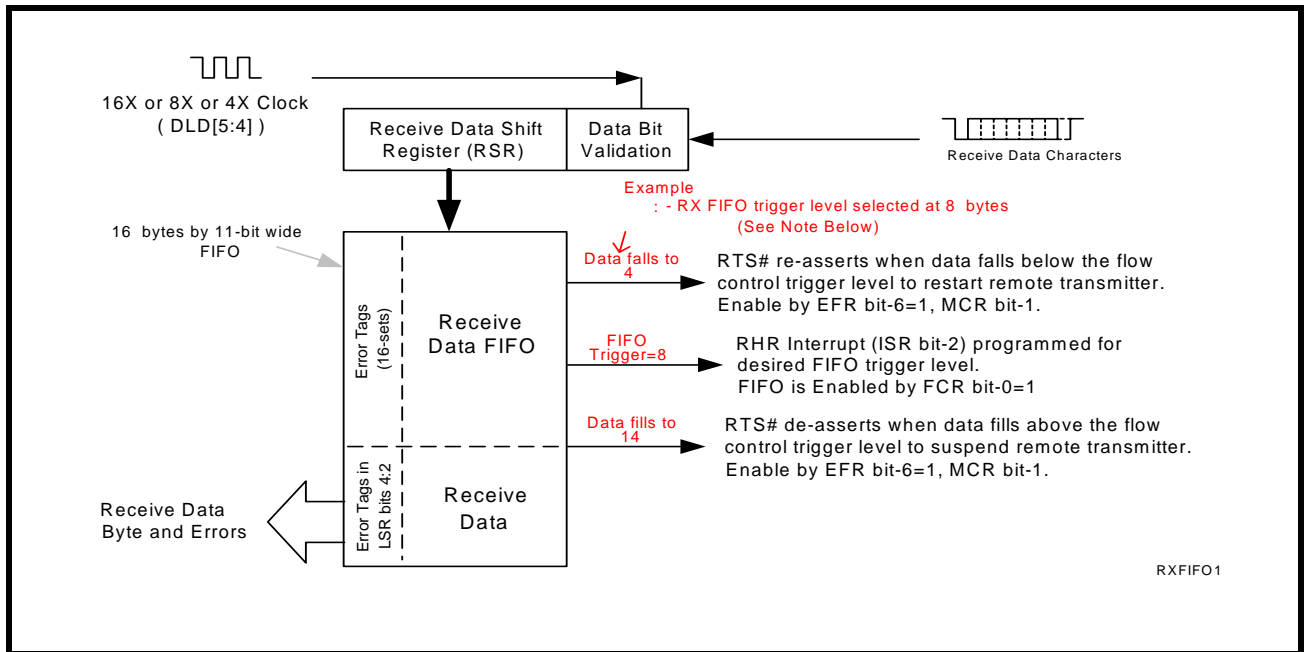 16X or 8X or 4X Clock
( DLD[5:4] )
Receive Data Shift
Register (RSR)
Data Bit
Validation
Receive Data Characters
Example
: - RX FIFO trigger level selected at 8 bytes
(See Note Below)
16 bytes by 11-bit wide
FIFO
Error Tags
(16-sets)
Receive
Data FIFO
Data falls to
4
RTS# re-asserts when data falls below the flow
control trigger level to restart remote transmitter.
Enable by EFR bit-6=1, MCR bit-1.
FIFO
Trigger=8
RHR Interrupt (ISR bit-2) programmed for
desired FIFO trigger level.
FIFO is Enabled by FCR bit-0=1
Data fills to
14
RTS# de-asserts when data fills above the flow
control trigger level to suspend remote transmitter.
Enable by EFR bit-6=1, MCR bit-1.
Error Tags in
LSR bits 4:2
Receive
Data
Receive Data
Byte and Errors
RXFIFO1